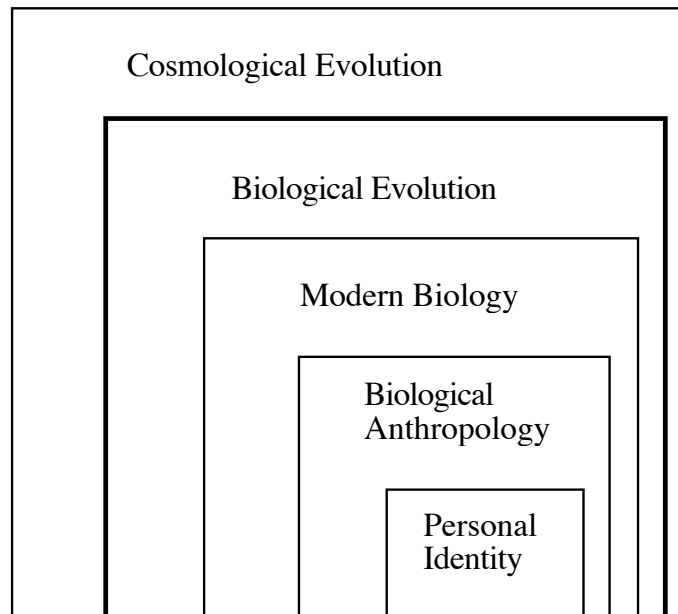 Cosmological Evolution
Biological Evolution
Modern Biology
Biological
Anthropology
Personal
Identity